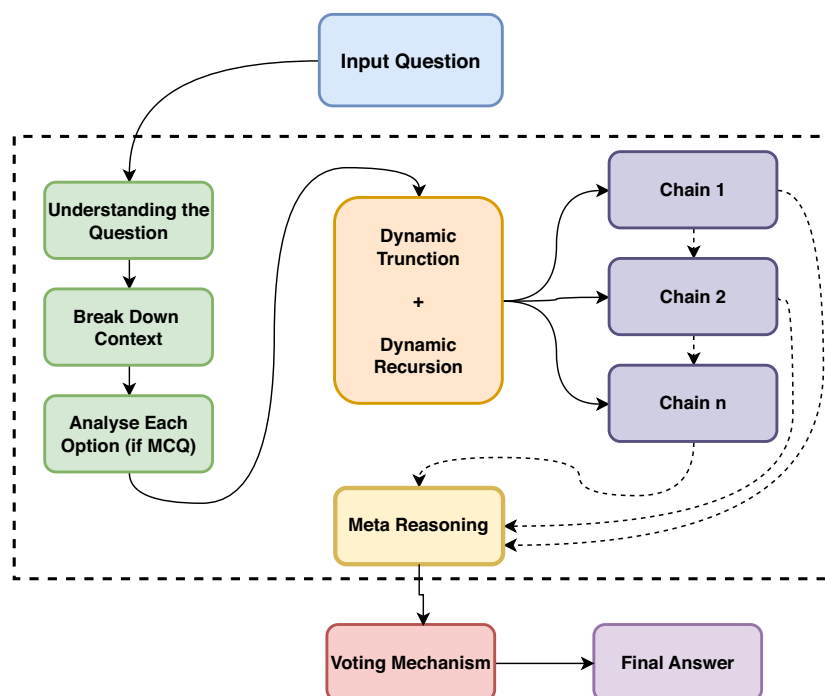 Input Question
Understanding the
Question
Break Down
Context
Analyse Each
Option (if MCQ)
Dynamic
Trunction
+
Dynamic
Recursion
Chain 1
Chain 2
Chain n
Meta Reasoning
Voting Mechanism
Final Answer